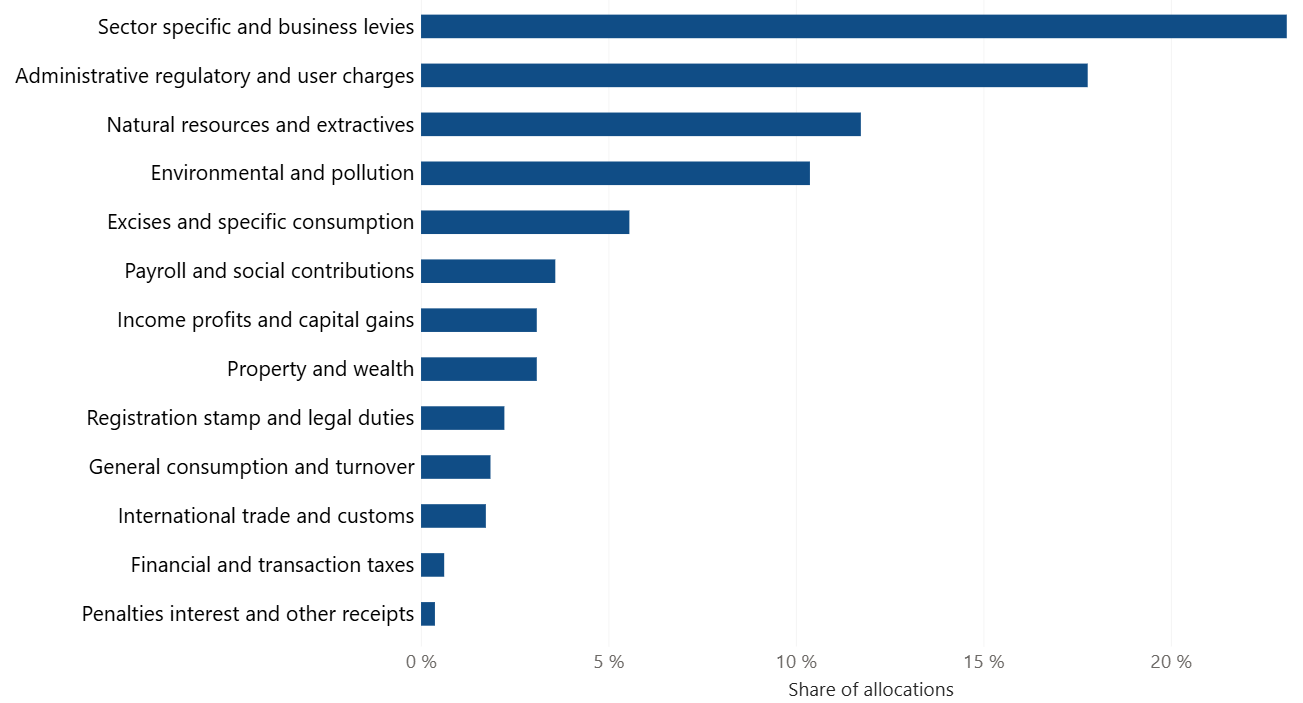 Sector specific and business levies
Administrative regulatory and user charges
Natural resources and extractives
Environmental and pollution
Excises and specific consumption
Payroll and social contributions
Income profits and capital gains
Property and wealth
Registration stamp and legal duties
General consumption and turnover
International trade and customs
Financial and transaction taxes
Penalties interest and other receipts
0 % 5 % 10 % 15 % 20 %
Share of allocations